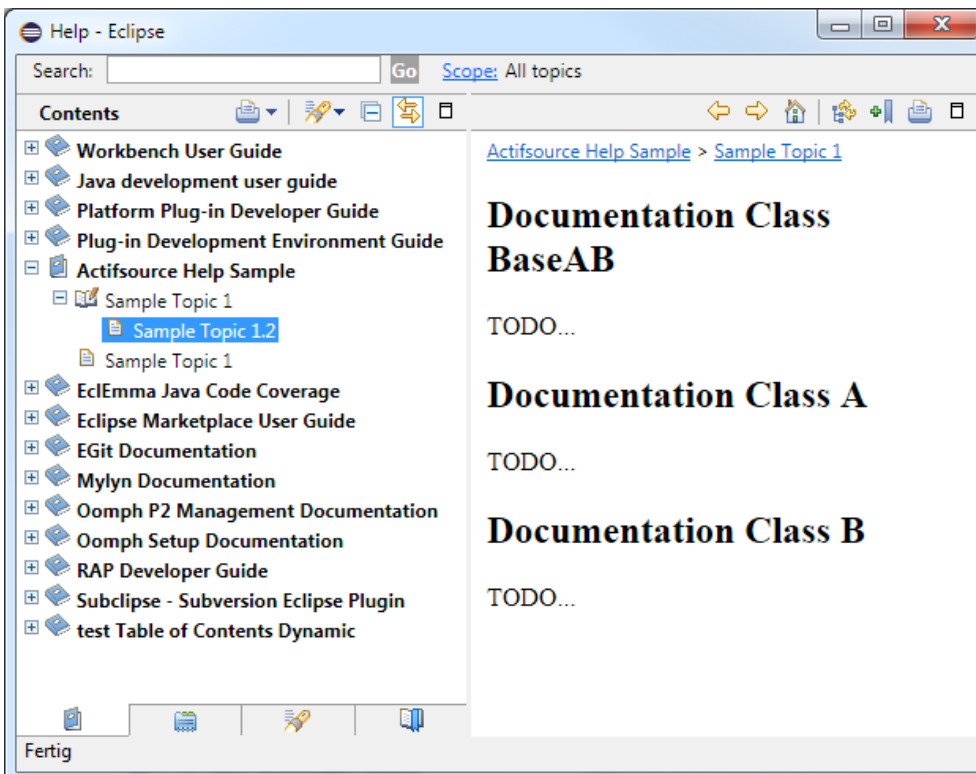 Help - Eclipse
Search:
Go
Scope: All topics
Contents
Workbench User Guide
Java development user guide
Platform Plug-in Developer Guide
Plug-in Development Environment Guide
Actifsource Help Sample
Sample Topic 1
Sample Topic 1.2
Sample Topic 1
EclEmma Java Code Coverage
Eclipse Marketplace User Guide
EGit Documentation
Mylyn Documentation
Oomph P2 Management Documentation
Oomph Setup Documentation
RAP Developer Guide
Subclipse - Subversion Eclipse Plugin
test Table of Contents Dynamic
Actifsource Help Sample > Sample Topic 1
Documentation Class
BaseAB
TODO...
Documentation Class A
TODO...
Documentation Class B
TODO...
Fertig